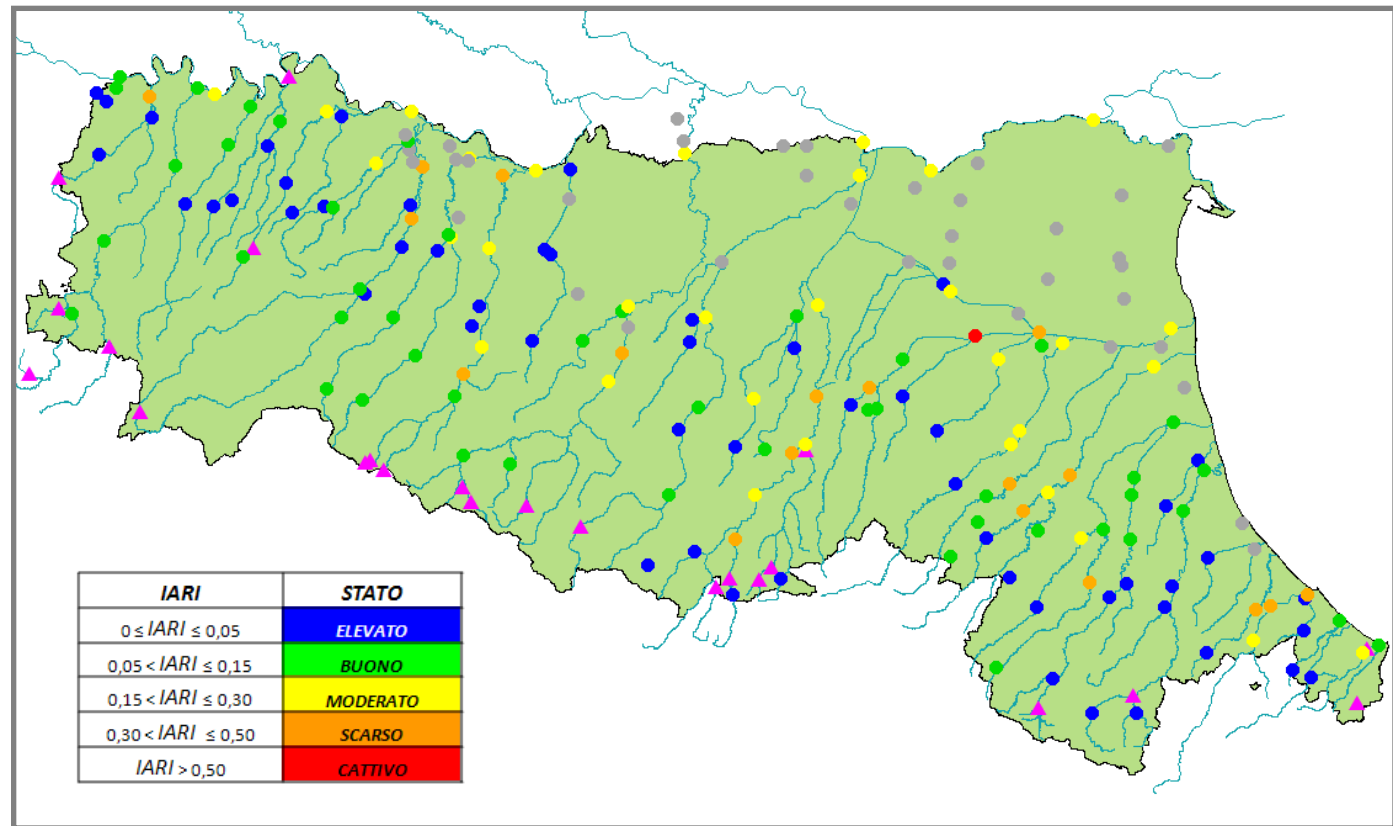 IARI STATO
0 ≤ IARI ≤ 0,05 ELEVATO
0,05 < IARI ≤ 0,15 BUONO
0,15 < IARI ≤ 0,30 MODERATO
0,30 < IARI ≤ 0,50 SCARSO
IARI > 0,50 CATTIVO